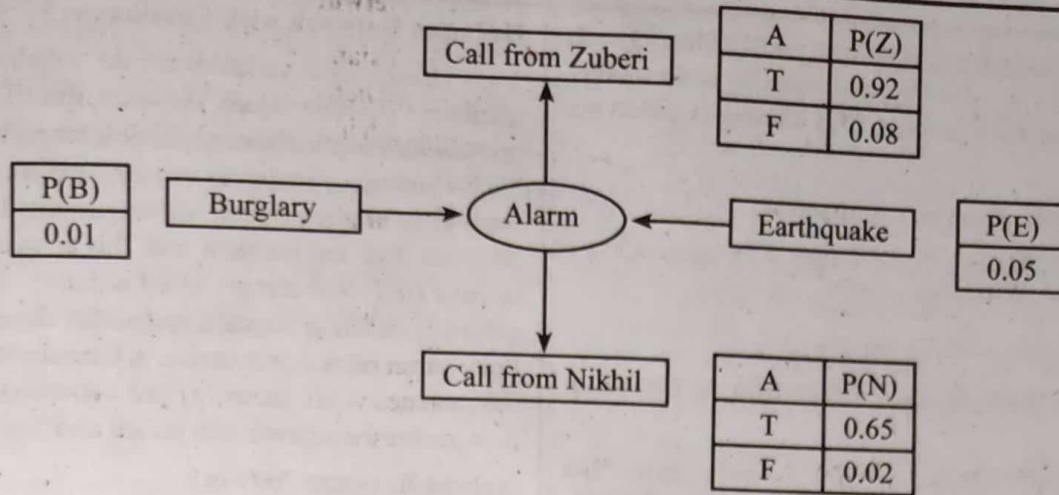 Call from Zuberi
A P(Z)
T 0.92
F 0.08
P(B)
0.01
Burglary
Alarm
Earthquake
P(E)
0.05
Call from Nikhil
A P(N)
T 0.65
F 0.02